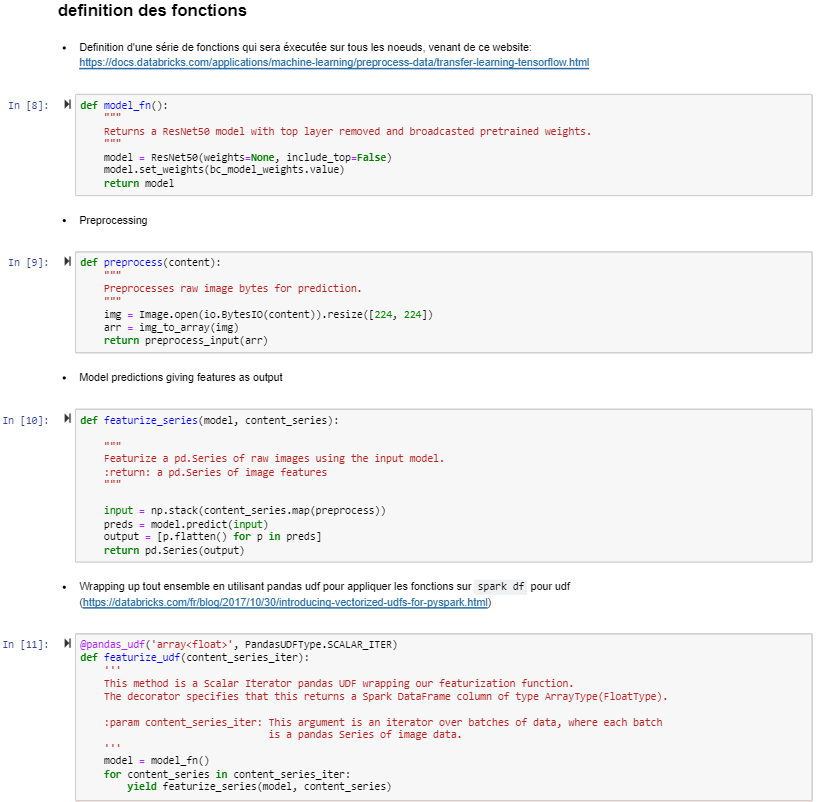 definition des fonctions
• Definition d'une série de fonctions qui sera éxecutée sur tous les noeuds, venant de ce website:
https://docs.databricks.com/applications/machine-learning/preprocess-data/transfer-learning-tensorflow.html
In [8]: def model_fn():
"""
Returns a ResNet50 model with top layer removed and broadcasted pretrained weights.
"""
model = ResNet50(weights=None, include_top=False)
model.set_weights(bc_model_weights.value)
return model
• Preprocessing
In [9]: def preprocess(content):
"""
Preprocesses raw image bytes for prediction.
"""
img = Image.open(io.BytesIO(content)).resize([224, 224])
arr = img_to_array(img)
return preprocess_input(arr)
• Model predictions giving features as output
In [10]: def featurize_series(model, content_series):
"""
Featurize a pd.Series of raw images using the input model.
:return: a pd.Series of image features
"""
input = np.stack(content_series.map(preprocess))
preds = model.predict(input)
output = [p.flatten() for p in preds]
return pd.Series(output)
• Wrapping up tout ensemble en utilisant pandas udf pour appliquer les fonctions sur spark df pour udf
(https://databricks.com/fr/blog/2017/10/30/introducing-vectorized-udfs-for-pyspark.html)
In [11]: @pandas_udf('array<float>', PandasUDFType.SCALAR_ITER)
def featurize_udf(content_series_iter):
'''
This method is a Scalar Iterator pandas UDF wrapping our featurization function.
The decorator specifies that this returns a Spark DataFrame column of type ArrayType(FloatType).
:param content_series_iter: This argument is an iterator over batches of data, where each batch
is a pandas Series of image data.
'''
model = model_fn()
for content_series in content_series_iter:
yield featurize_series(model, content_series)